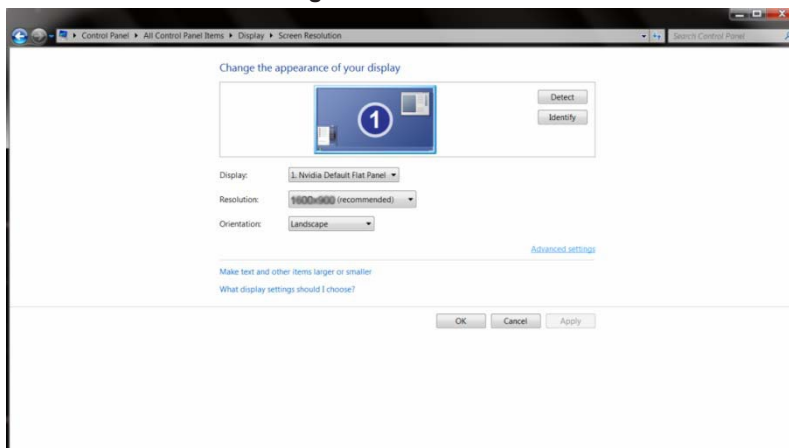 Control Panel ▸ All Control Panel Items ▸ Display ▸ Screen Resolution
Search Control Panel
Change the appearance of your display
1
Detect
Identify
Display: 1. Nvidia Default Flat Panel
Resolution: 1600x900 (recommended)
Orientation: Landscape
Advanced settings
Make text and other items larger or smaller
What display settings should I choose?
OK Cancel Apply